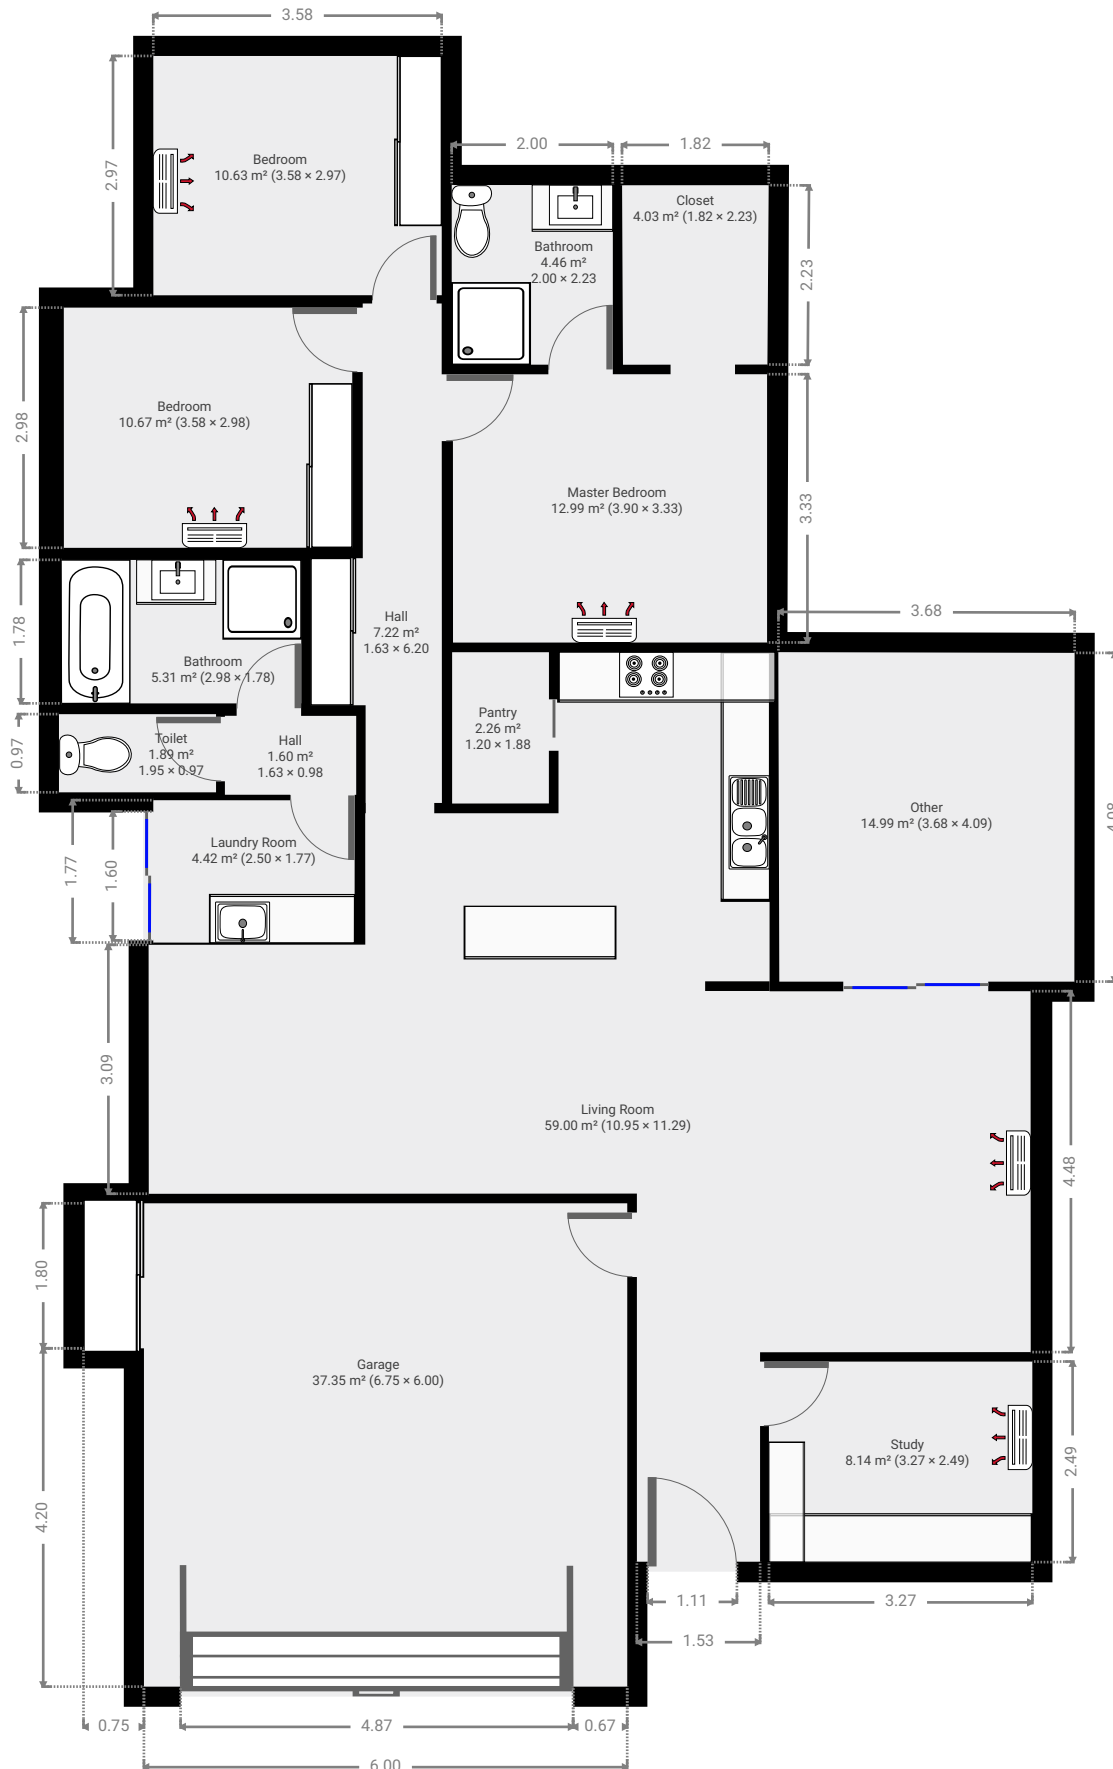 3.58
2.97
Bedroom
10.63 m² (3.58 × 2.97)
2.00
1.82
Closet
4.03 m² (1.82 × 2.23)
Bathroom
4.46 m²
2.00 × 2.23
2.23
Bedroom
10.67 m² (3.58 × 2.98)
2.98
Master Bedroom
12.99 m² (3.90 × 3.33)
3.33
3.68
Hall
7.22 m²
1.63 × 6.20
1.78
Bathroom
5.31 m² (2.98 × 1.78)
Pantry
2.26 m²
1.20 × 1.88
0.97
Toilet
1.89 m²
1.95 × 0.97
Hall
1.60 m²
1.63 × 0.98
Other
14.99 m² (3.68 × 4.09)
4.08
Laundry Room
4.42 m² (2.50 × 1.77)
1.77
1.60
3.09
Living Room
59.00 m² (10.95 × 11.29)
4.48
1.80
Garage
37.35 m² (6.75 × 6.00)
Study
8.14 m² (3.27 × 2.49)
2.49
4.20
1.11
3.27
1.53
0.75
4.87
0.67
6.00